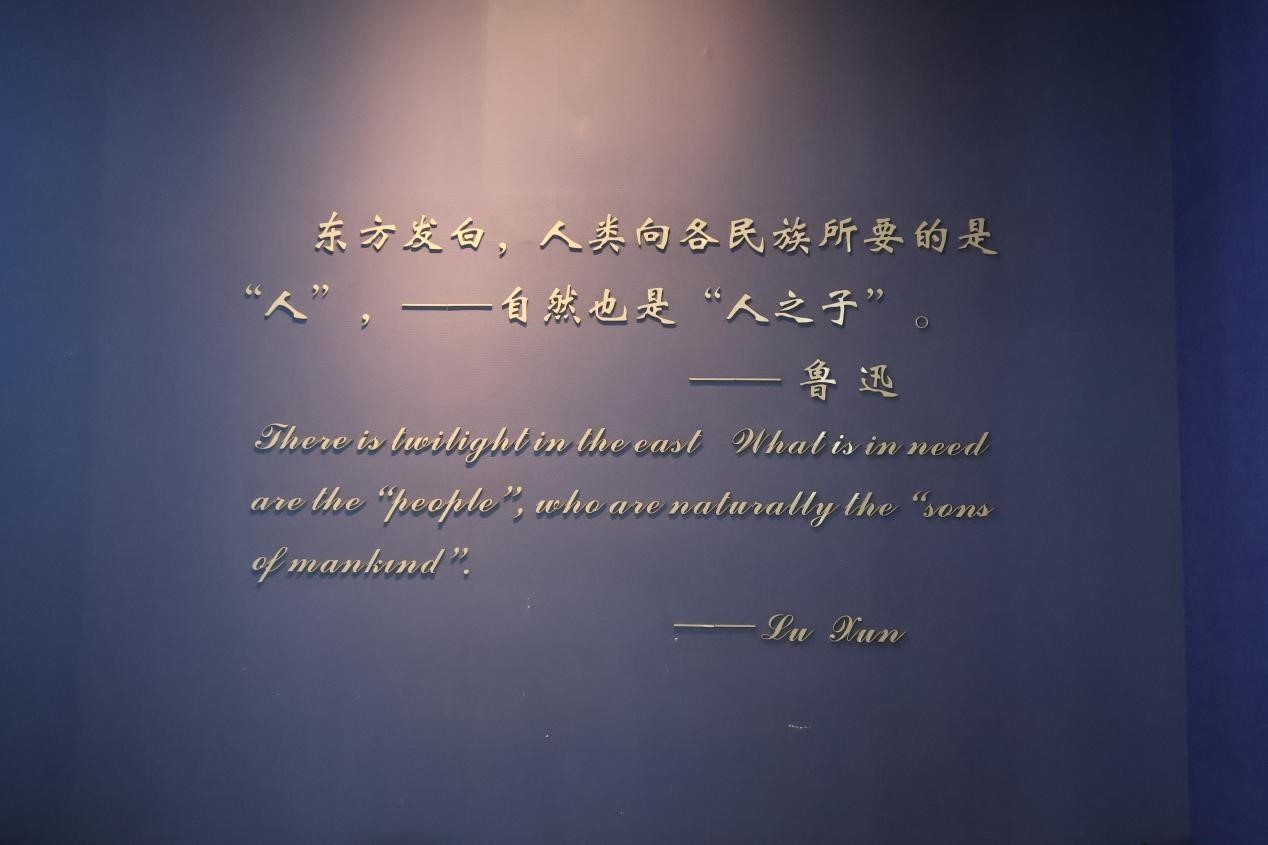 东方发白，人类向各民族所要的是
“人”，——自然也是“人之子”。
——鲁迅
There is twilight in the east What is in need
are the “people”, who are naturally the “sons
of mankind”.
——Lu Xun